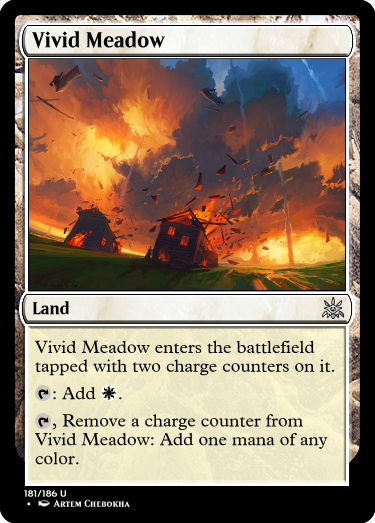 Vivid Meadow
Land
Vivid Meadow enters the battlefield
tapped with two charge counters on it.
: Add .
, Remove a charge counter from
Vivid Meadow: Add one mana of any
color.
181/186 U
• Artem Chebokha